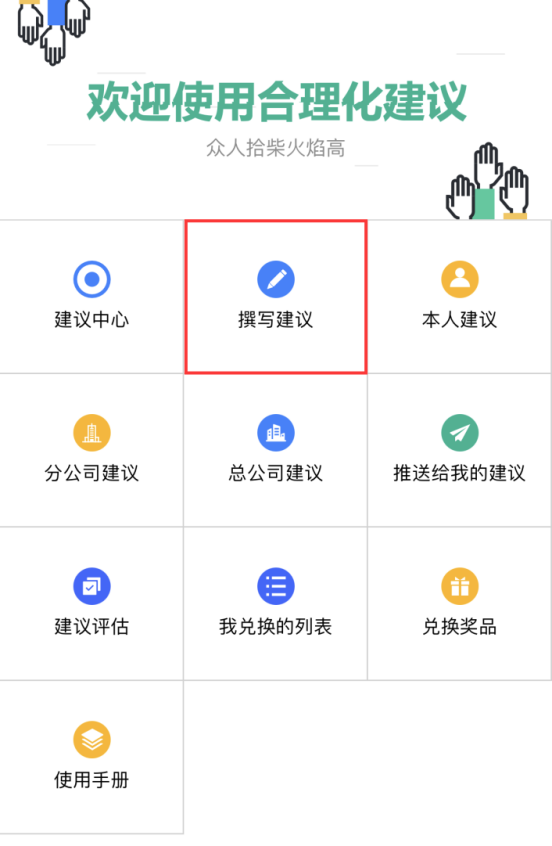 欢迎使用合理化建议
众人拾柴火焰高
建议中心
撰写建议
本人建议
分公司建议
总公司建议
推送给我的建议
建议评估
我兑换的列表
兑换奖品
使用手册